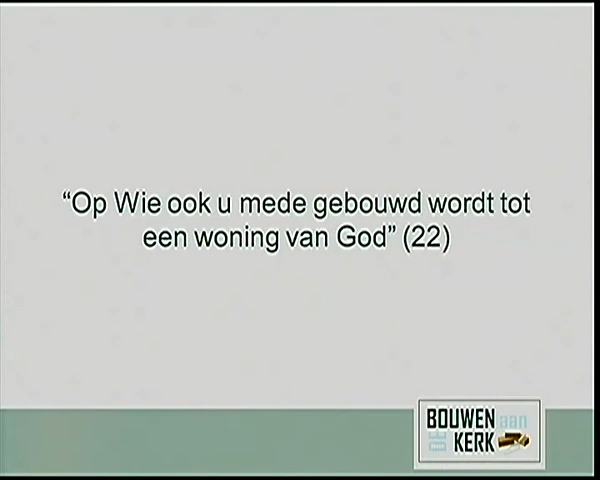 “Op Wie ook u mede gebouwd wordt tot
een woning van God” (22)
BOUWEN aan
DE KERK